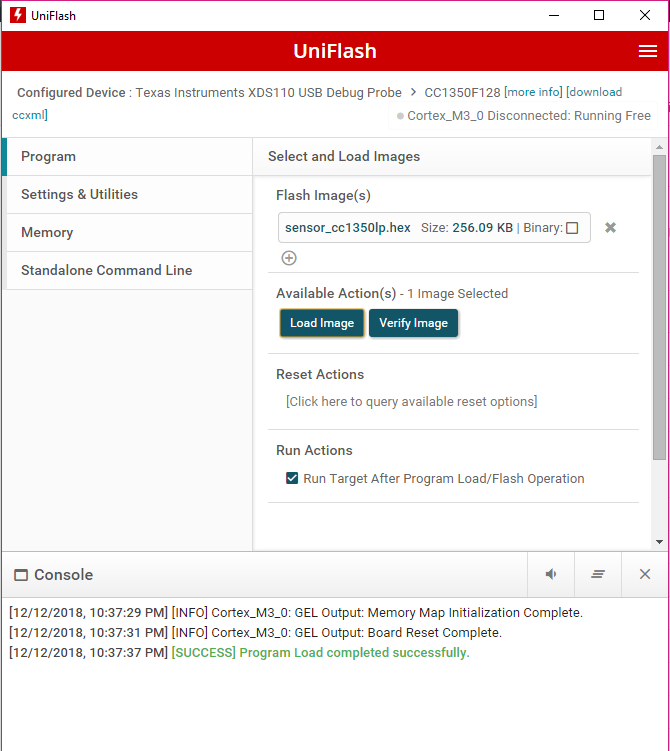 UniFlash
UniFlash
Configured Device : Texas Instruments XDS110 USB Debug Probe > CC1350F128 [more info] [download
ccxml]
Cortex_M3_0 Disconnected: Running Free
Program
Settings & Utilities
Memory
Standalone Command Line
Select and Load Images
Flash Image(s)
sensor_cc1350lp.hex Size: 256.09 KB | Binary:
Available Action(s) - 1 Image Selected
Load Image Verify Image
Reset Actions
[Click here to query available reset options]
Run Actions
Run Target After Program Load/Flash Operation
Console
[12/12/2018, 10:37:29 PM] [INFO] Cortex_M3_0: GEL Output: Memory Map Initialization Complete.
[12/12/2018, 10:37:31 PM] [INFO] Cortex_M3_0: GEL Output: Board Reset Complete.
[12/12/2018, 10:37:37 PM] [SUCCESS] Program Load completed successfully.